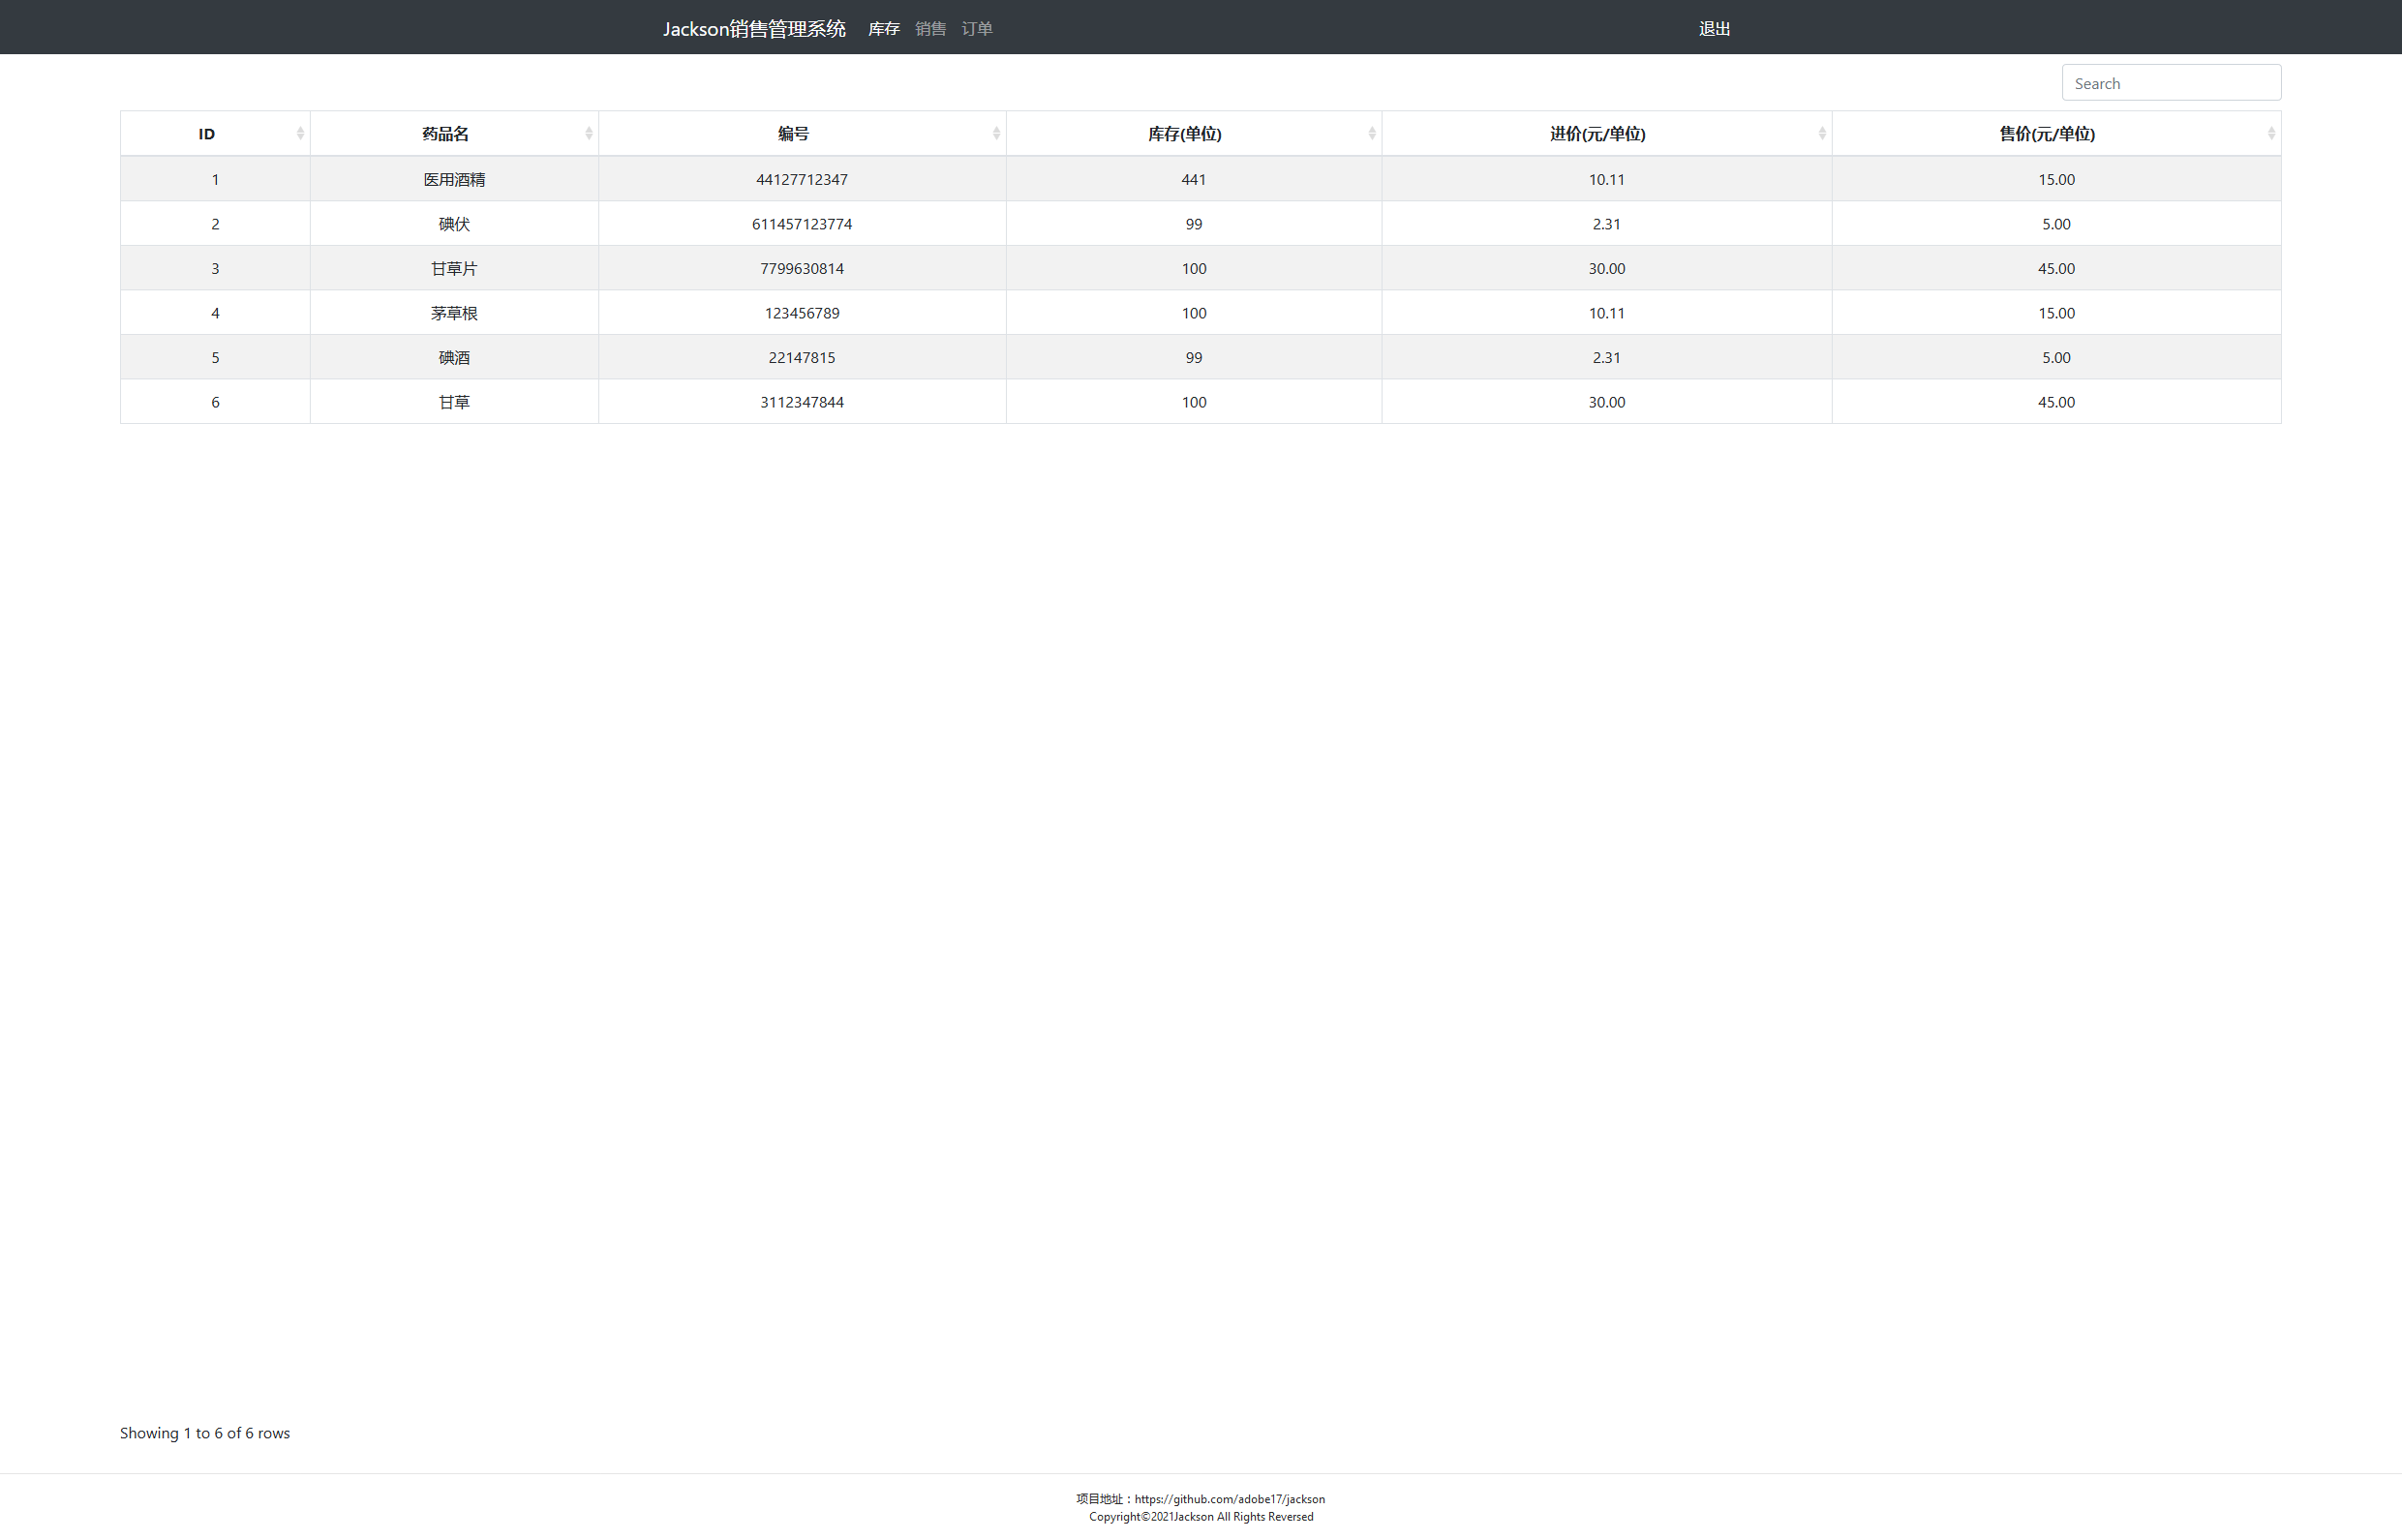 Jackson销售管理系统 库存 销售 订单 退出
Search
ID 药品名 编号 库存(单位) 进价(元/单位) 售价(元/单位)
1 医用酒精 44127712347 441 10.11 15.00
2 碘伏 611457123774 99 2.31 5.00
3 甘草片 7799630814 100 30.00 45.00
4 茅草根 123456789 100 10.11 15.00
5 碘酒 22147815 99 2.31 5.00
6 甘草 3112347844 100 30.00 45.00
Showing 1 to 6 of 6 rows
项目地址：https://github.com/adobe17/jackson
Copyright©2021Jackson All Rights Reversed